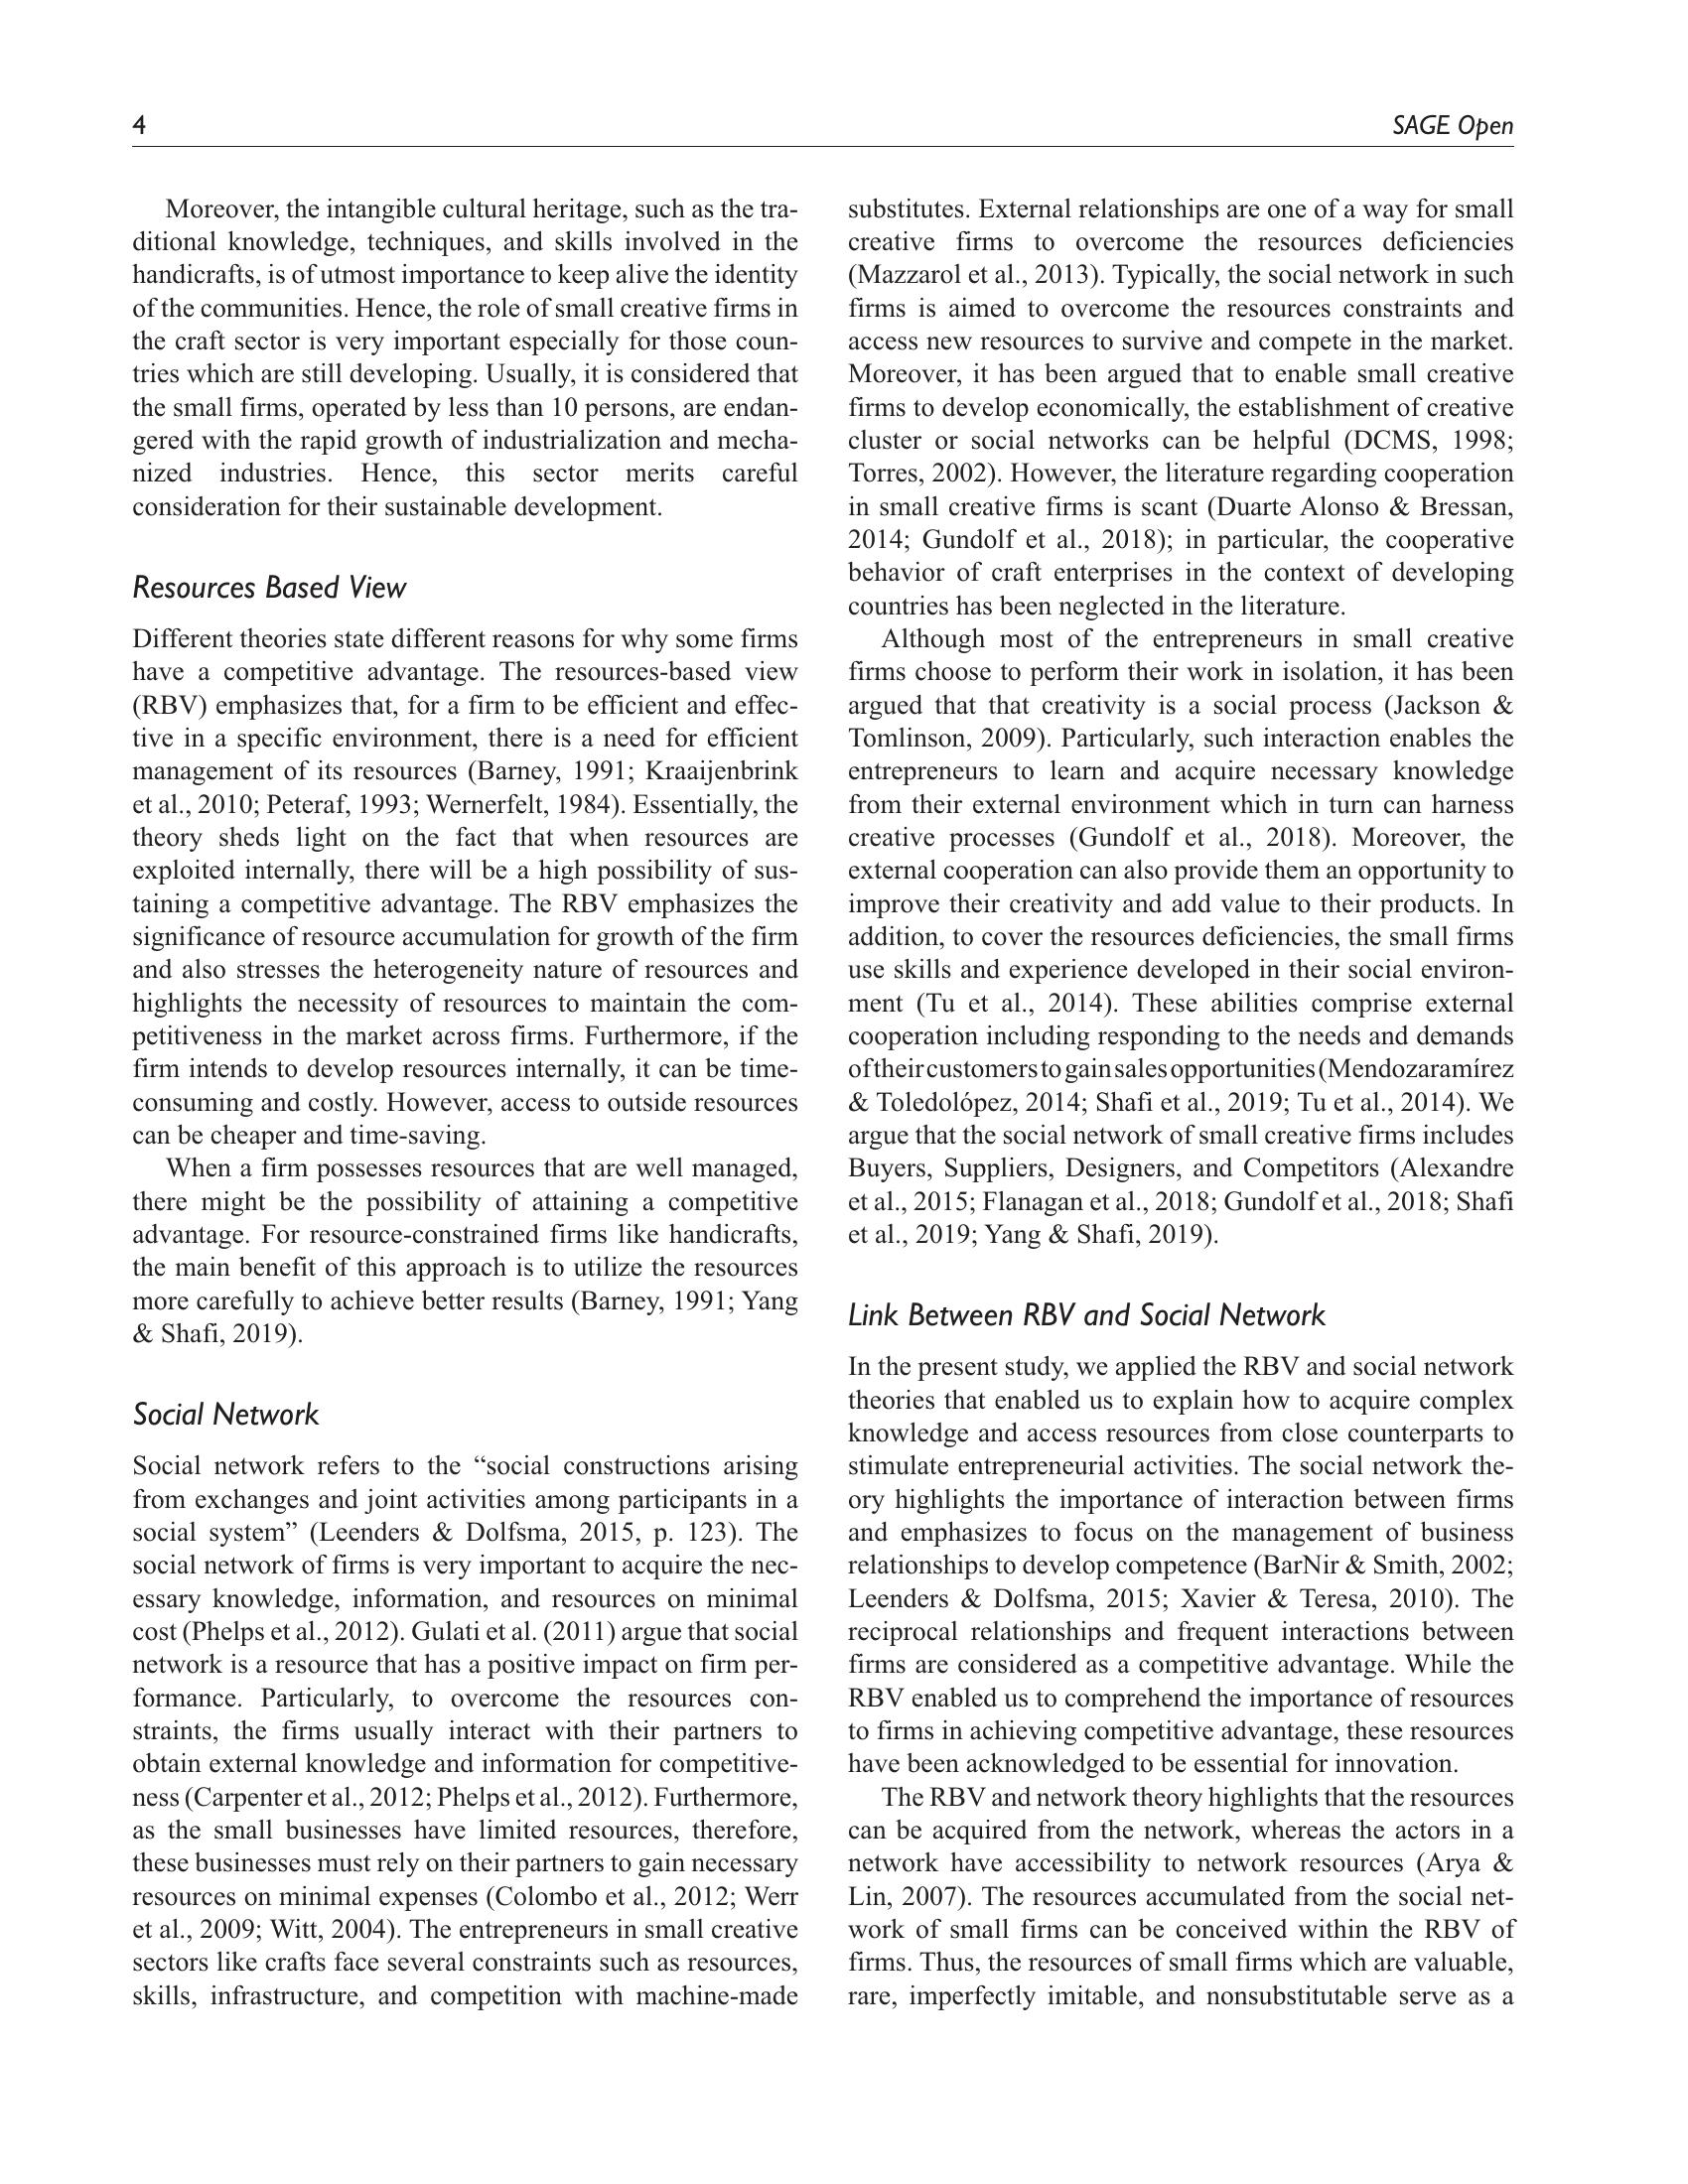 4
SAGE Open
Moreover, the intangible cultural heritage, such as the tra-
ditional knowledge, techniques, and skills involved in the
handicrafts, is of utmost importance to keep alive the identity
of the communities. Hence, the role of small creative firms in
the craft sector is very important especially for those coun-
tries which are still developing. Usually, it is considered that
the small firms, operated by less than 10 persons, are endan-
gered with the rapid growth of industrialization and mecha-
nized industries. Hence, this sector merits careful
consideration for their sustainable development.
Resources Based View
Different theories state different reasons for why some firms
have a competitive advantage. The resources-based view
(RBV) emphasizes that, for a firm to be efficient and effec-
tive in a specific environment, there is a need for efficient
management of its resources (Barney, 1991; Kraaijenbrink
et al., 2010; Peteraf, 1993; Wernerfelt, 1984). Essentially, the
theory sheds light on the fact that when resources are
exploited internally, there will be a high possibility of sus-
taining a competitive advantage. The RBV emphasizes the
significance of resource accumulation for growth of the firm
and also stresses the heterogeneity nature of resources and
highlights the necessity of resources to maintain the com-
petitiveness in the market across firms. Furthermore, if the
firm intends to develop resources internally, it can be time-
consuming and costly. However, access to outside resources
can be cheaper and time-saving.
When a firm possesses resources that are well managed,
there might be the possibility of attaining a competitive
advantage. For resource-constrained firms like handicrafts,
the main benefit of this approach is to utilize the resources
more carefully to achieve better results (Barney, 1991; Yang
& Shafi, 2019).
Social Network
Social network refers to the “social constructions arising
from exchanges and joint activities among participants in a
social system” (Leenders & Dolfsma, 2015, p. 123). The
social network of firms is very important to acquire the nec-
essary knowledge, information, and resources on minimal
cost (Phelps et al., 2012). Gulati et al. (2011) argue that social
network is a resource that has a positive impact on firm per-
formance. Particularly, to overcome the resources con-
straints, the firms usually interact with their partners to
obtain external knowledge and information for competitive-
ness (Carpenter et al., 2012; Phelps et al., 2012). Furthermore,
as the small businesses have limited resources, therefore,
these businesses must rely on their partners to gain necessary
resources on minimal expenses (Colombo et al., 2012; Werr
et al., 2009; Witt, 2004). The entrepreneurs in small creative
sectors like crafts face several constraints such as resources,
skills, infrastructure, and competition with machine-made
substitutes. External relationships are one of a way for small
creative firms to overcome the resources deficiencies
(Mazzarol et al., 2013). Typically, the social network in such
firms is aimed to overcome the resources constraints and
access new resources to survive and compete in the market.
Moreover, it has been argued that to enable small creative
firms to develop economically, the establishment of creative
cluster or social networks can be helpful (DCMS, 1998;
Torres, 2002). However, the literature regarding cooperation
in small creative firms is scant (Duarte Alonso & Bressan,
2014; Gundolf et al., 2018); in particular, the cooperative
behavior of craft enterprises in the context of developing
countries has been neglected in the literature.
Although most of the entrepreneurs in small creative
firms choose to perform their work in isolation, it has been
argued that that creativity is a social process (Jackson &
Tomlinson, 2009). Particularly, such interaction enables the
entrepreneurs to learn and acquire necessary knowledge
from their external environment which in turn can harness
creative processes (Gundolf et al., 2018). Moreover, the
external cooperation can also provide them an opportunity to
improve their creativity and add value to their products. In
addition, to cover the resources deficiencies, the small firms
use skills and experience developed in their social environ-
ment (Tu et al., 2014). These abilities comprise external
cooperation including responding to the needs and demands
of their customers to gain sales opportunities (Mendozaramírez
& Toledolópez, 2014; Shafi et al., 2019; Tu et al., 2014). We
argue that the social network of small creative firms includes
Buyers, Suppliers, Designers, and Competitors (Alexandre
et al., 2015; Flanagan et al., 2018; Gundolf et al., 2018; Shafi
et al., 2019; Yang & Shafi, 2019).
Link Between RBV and Social Network
In the present study, we applied the RBV and social network
theories that enabled us to explain how to acquire complex
knowledge and access resources from close counterparts to
stimulate entrepreneurial activities. The social network the-
ory highlights the importance of interaction between firms
and emphasizes to focus on the management of business
relationships to develop competence (BarNir & Smith, 2002;
Leenders & Dolfsma, 2015; Xavier & Teresa, 2010). The
reciprocal relationships and frequent interactions between
firms are considered as a competitive advantage. While the
RBV enabled us to comprehend the importance of resources
to firms in achieving competitive advantage, these resources
have been acknowledged to be essential for innovation.
The RBV and network theory highlights that the resources
can be acquired from the network, whereas the actors in a
network have accessibility to network resources (Arya &
Lin, 2007). The resources accumulated from the social net-
work of small firms can be conceived within the RBV of
firms. Thus, the resources of small firms which are valuable,
rare, imperfectly imitable, and nonsubstitutable serve as a